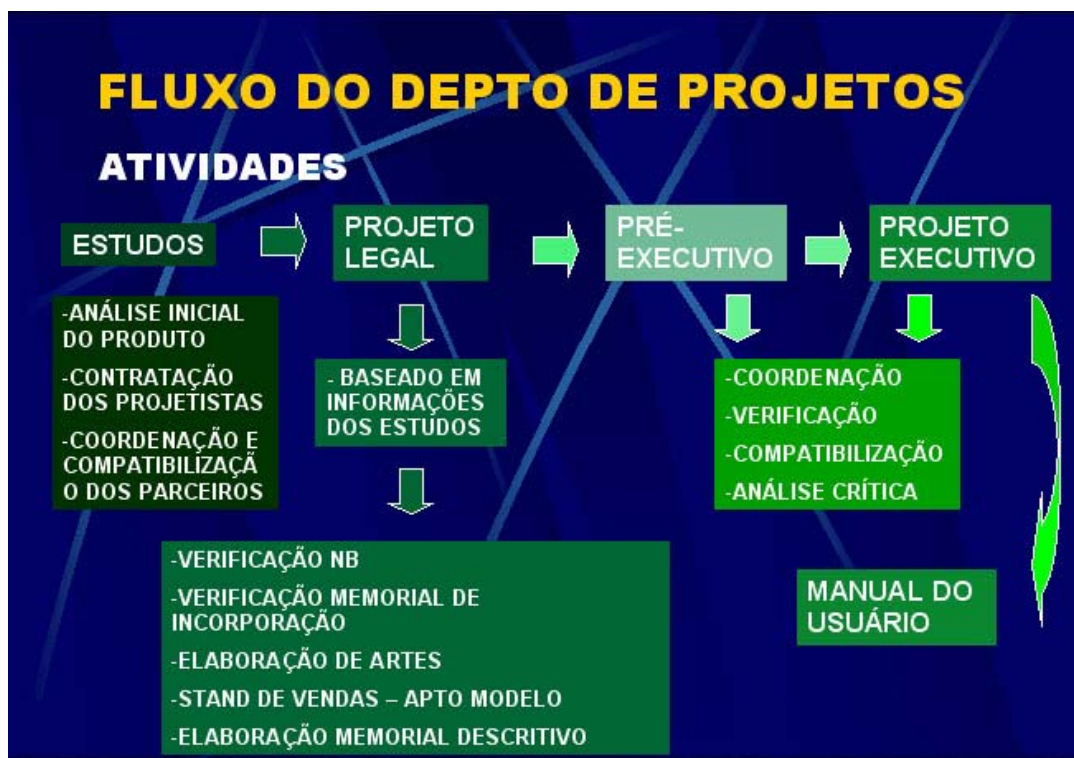 FLUXO DO DEPTO DE PROJETOS
ATIVIDADES
ESTUDOS
PROJETO
LEGAL
PRÉ-
EXECUTIVO
PROJETO
EXECUTIVO
-ANÁLISE INICIAL
DO PRODUTO
-CONTRATAÇÃO
DOS PROJETISTAS
-COORDENAÇÃO E
COMPATIBILIZAÇÃ
O DOS PARCEIROS
- BASEADO EM
INFORMAÇÕES
DOS ESTUDOS
-COORDENAÇÃO
-VERIFICAÇÃO
-COMPATIBILIZAÇÃO
-ANÁLISE CRÍTICA
-VERIFICAÇÃO NB
-VERIFICAÇÃO MEMORIAL DE
INCORPORAÇÃO
-ELABORAÇÃO DE ARTES
-STAND DE VENDAS – APTO MODELO
-ELABORAÇÃO MEMORIAL DESCRITIVO
MANUAL DO
USUÁRIO